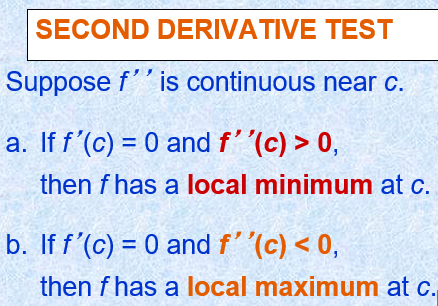 SECOND DERIVATIVE TEST
Suppose f’’ is continuous near c.
a. If f’(c) = 0 and f’’(c) > 0,
then f has a local minimum at c.
b. If f’(c) = 0 and f’’(c) < 0,
then f has a local maximum at c.